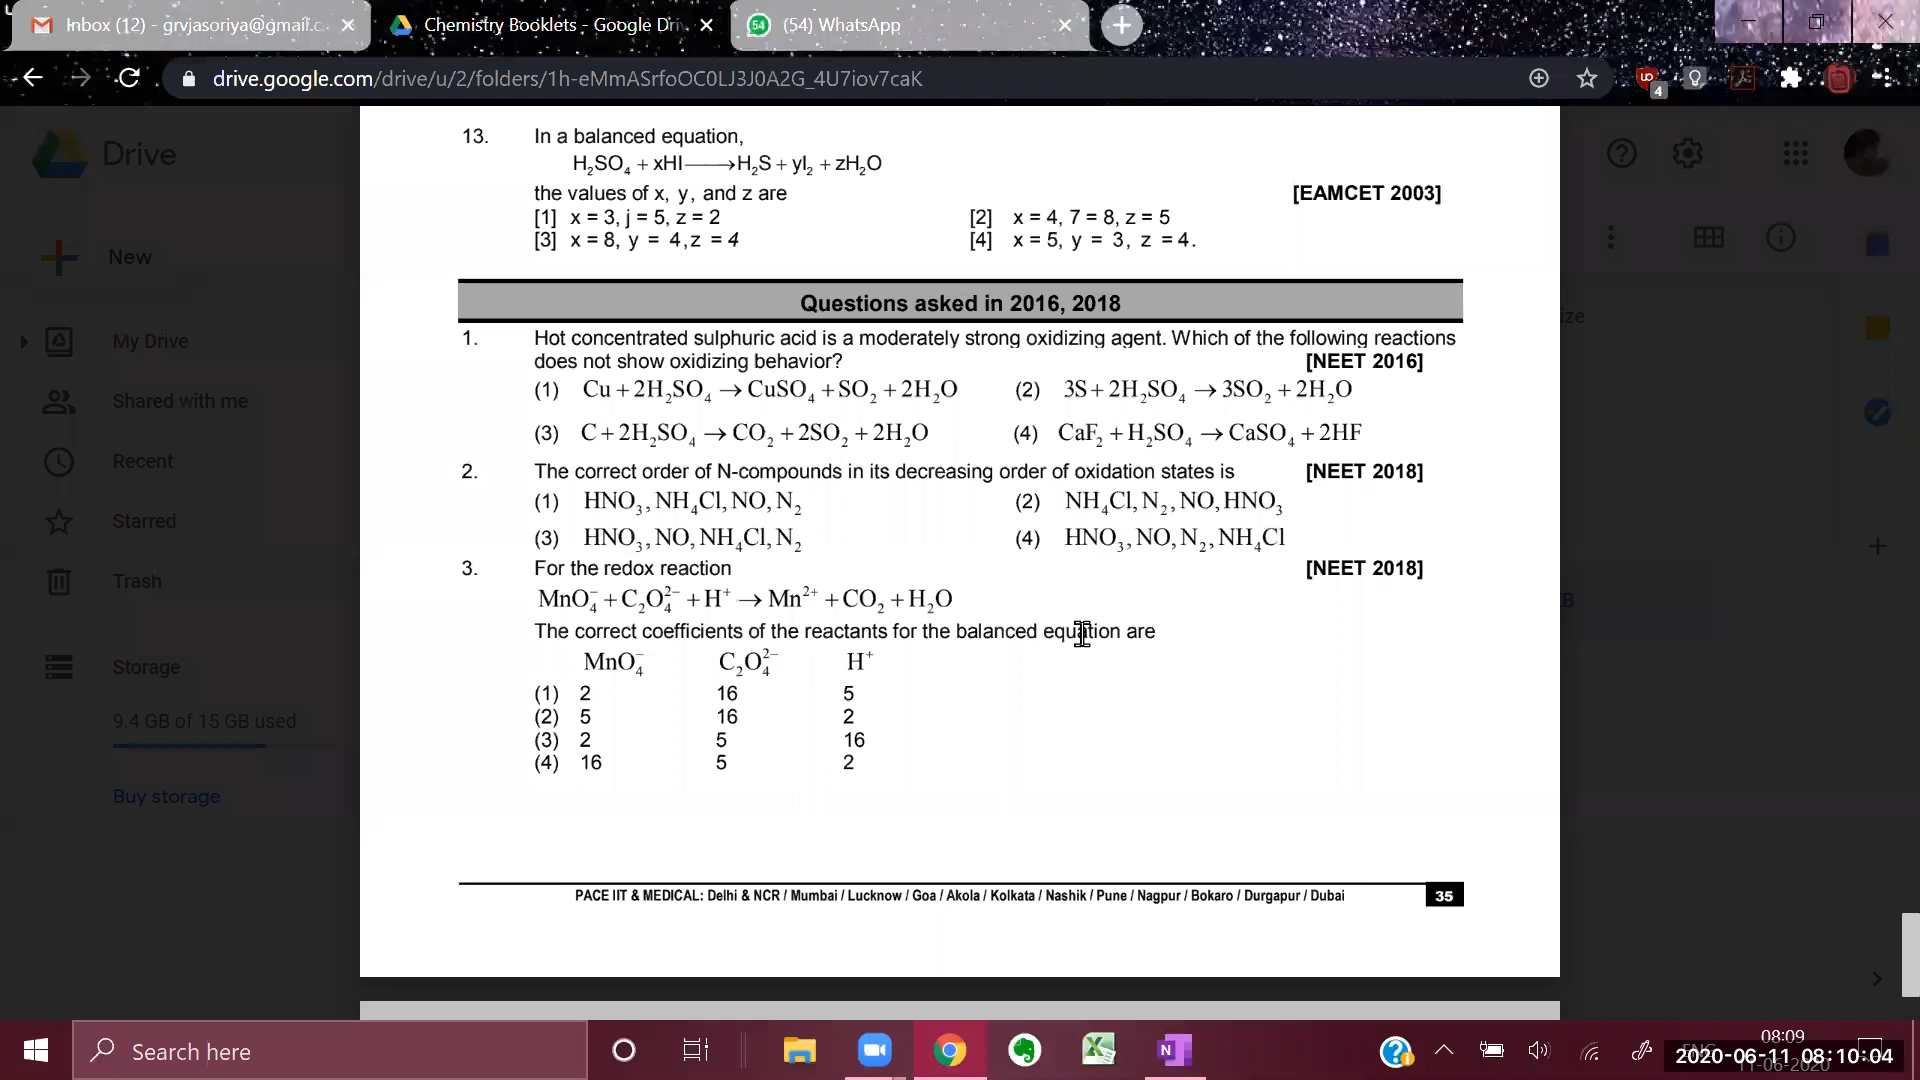 Inbox (12) - grvjasoriya@gmail.c
Chemistry Booklets - Google Dri
(54) WhatsApp
drive.google.com/drive/u/2/folders/1h-eMmASrfoOC0LJ3J0A2G_4U7iov7caK
4
Drive
New
My Drive
Shared with me
Recent
Starred
Trash
Storage
9.4 GB of 15 GB used
Buy storage
13. In a balanced equation,
H₂SO₄ + xHI ⟶ H₂S + yI₂ + zH₂O
the values of x, y, and z are [EAMCET 2003]
[1] x = 3, j = 5, z = 2 [2] x = 4, 7 = 8, z = 5
[3] x = 8, y = 4, z = 4 [4] x = 5, y = 3, z = 4.
Questions asked in 2016, 2018
1. Hot concentrated sulphuric acid is a moderately strong oxidizing agent. Which of the following reactions
does not show oxidizing behavior? [NEET 2016]
(1) Cu + 2H₂SO₄ → CuSO₄ + SO₂ + 2H₂O (2) 3S + 2H₂SO₄ → 3SO₂ + 2H₂O
(3) C + 2H₂SO₄ → CO₂ + 2SO₂ + 2H₂O (4) CaF₂ + H₂SO₄ → CaSO₄ + 2HF
2. The correct order of N-compounds in its decreasing order of oxidation states is [NEET 2018]
(1) HNO₃, NH₄Cl, NO, N₂ (2) NH₄Cl, N₂, NO, HNO₃
(3) HNO₃, NO, NH₄Cl, N₂ (4) HNO₃, NO, N₂, NH₄Cl
3. For the redox reaction [NEET 2018]
MnO₄⁻ + C₂O₄²⁻ + H⁺ → Mn²⁺ + CO₂ + H₂O
The correct coefficients of the reactants for the balanced equation are
MnO₄⁻ C₂O₄²⁻ H⁺
(1) 2 16 5
(2) 5 16 2
(3) 2 5 16
(4) 16 5 2
PACE IIT & MEDICAL: Delhi & NCR / Mumbai / Lucknow / Goa / Akola / Kolkata / Nashik / Pune / Nagpur / Bokaro / Durgapur / Dubai 35
Search here
08:09
2020-06-11 08:10:04
11-06-2020